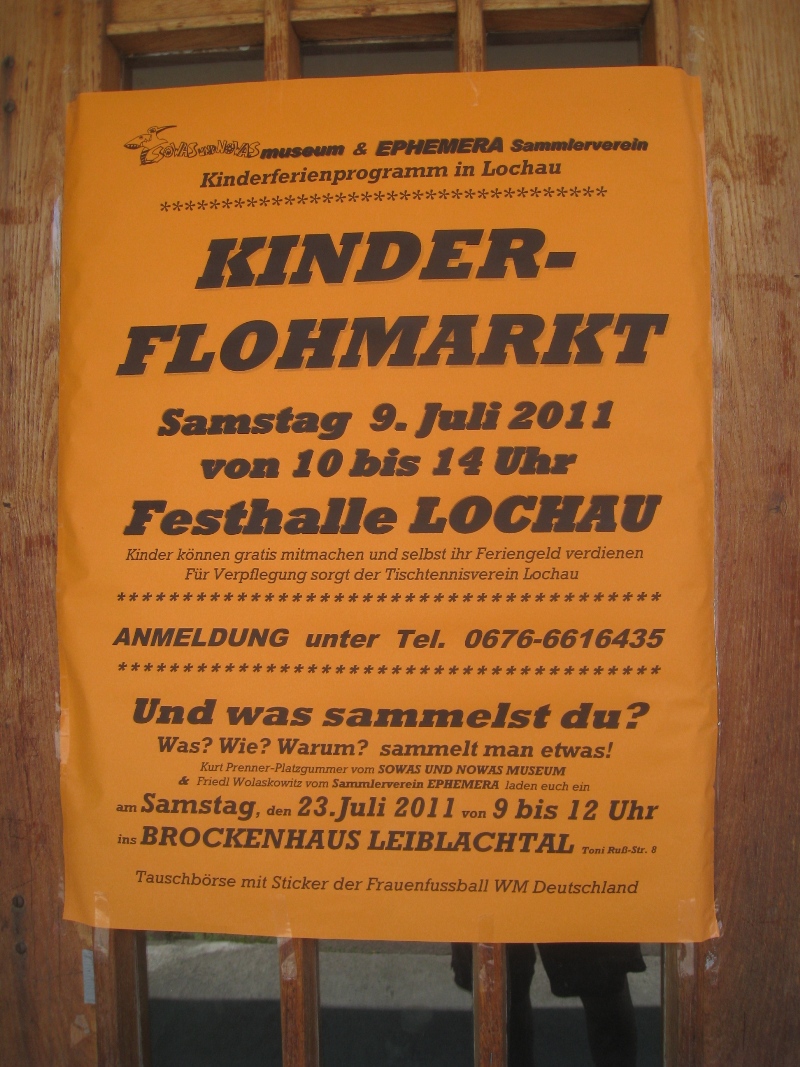 SOWAS UND NOWAS museum & EPHEMERA Sammlerverein
Kinderferienprogramm in Lochau
************************************
KINDER-
FLOHMARKT
Samstag 9. Juli 2011
von 10 bis 14 Uhr
Festhalle LOCHAU
Kinder können gratis mitmachen und selbst ihr Feriengeld verdienen
Für Verpflegung sorgt der Tischtennisverein Lochau
******************************************
ANMELDUNG unter Tel. 0676-6616435
******************************************
Und was sammelst du?
Was? Wie? Warum? sammelt man etwas!
Kurt Prenner-Platzgummer vom SOWAS UND NOWAS MUSEUM
& Friedl Wolaskowitz vom Sammlerverein EPHEMERA laden euch ein
am Samstag, den 23.Juli 2011 von 9 bis 12 Uhr
ins BROCKENHAUS LEIBLACHTAL Toni Ruß-Str. 8
Tauschbörse mit Sticker der Frauenfussball WM Deutschland